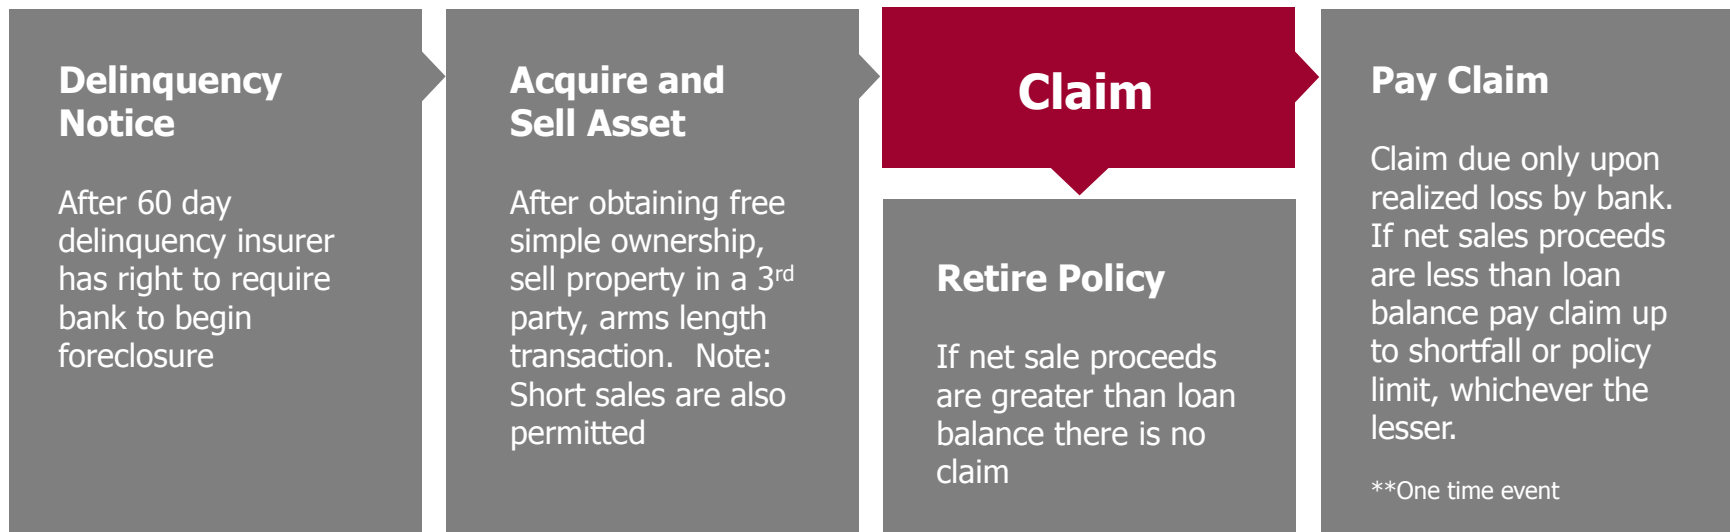 Delinquency
Notice
After 60 day
delinquency insurer
has right to require
bank to begin
foreclosure
Acquire and
Sell Asset
After obtaining free
simple ownership,
sell property in a 3rd
party, arms length
transaction.  Note:
Short sales are also
permitted
Claim
Retire Policy
If net sale proceeds
are greater than loan
balance there is no
claim
Pay Claim
Claim due only upon
realized loss by bank.
If net sales proceeds
are less than loan
balance pay claim up
to shortfall or policy
limit, whichever the
lesser.
**One time event